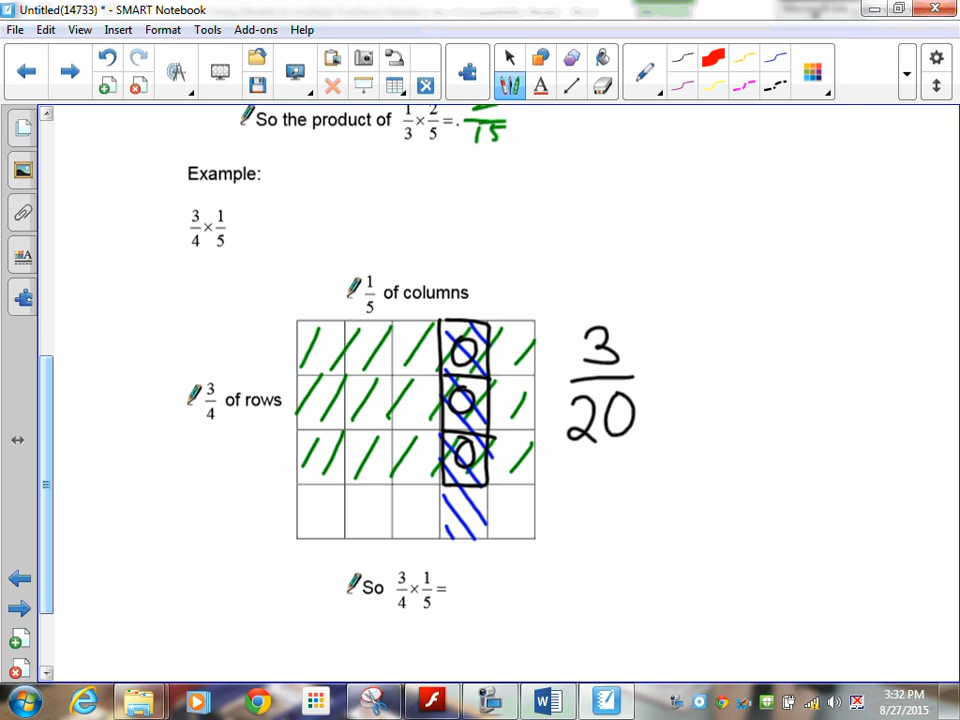 Untitled(14733) * - SMART Notebook
File Edit View Insert Format Tools Add-ons Help
So the product of 1/3 × 2/5 = . /15
Example:
3/4 × 1/5
1/5 of columns
3/4 of rows
3/20
So 3/4 × 1/5 =
3:32 PM
8/27/2015